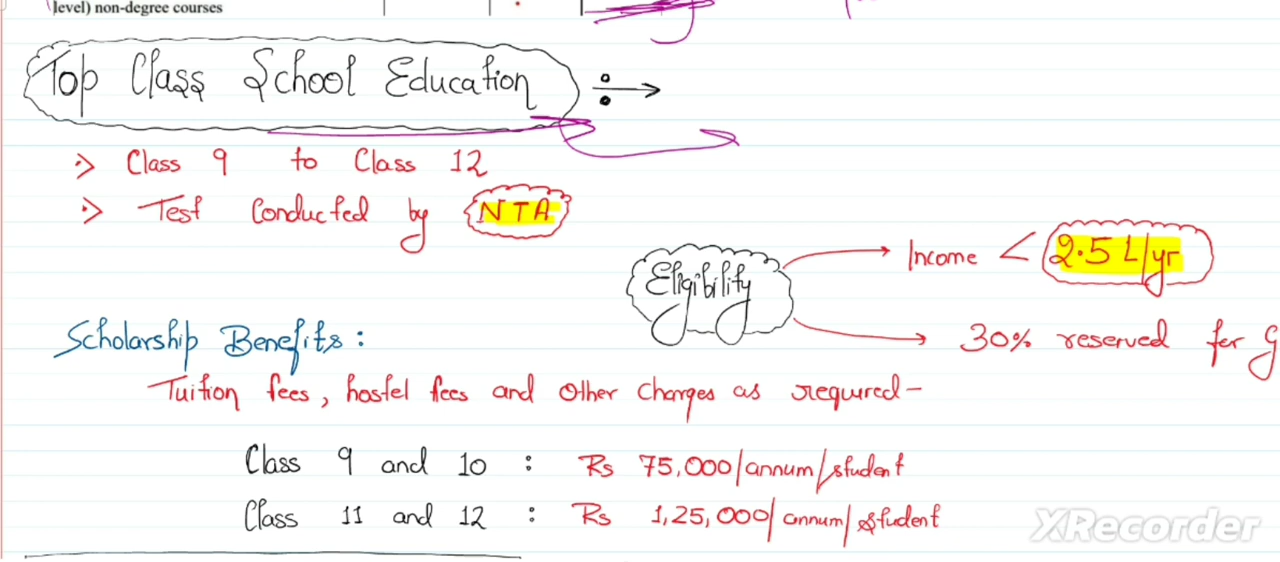 level) non-degree courses
Top Class School Education ÷→
Class 9 to Class 12
Test Conducted by NTA
Income < 2.5 L/yr
Eligibility
30% reserved for G
Scholarship Benefits :
Tuition fees, hostel fees and other charges as required-
Class 9 and 10 : Rs 75,000/annum/student
Class 11 and 12 : Rs 1,25,000/annum/student
XRecorder